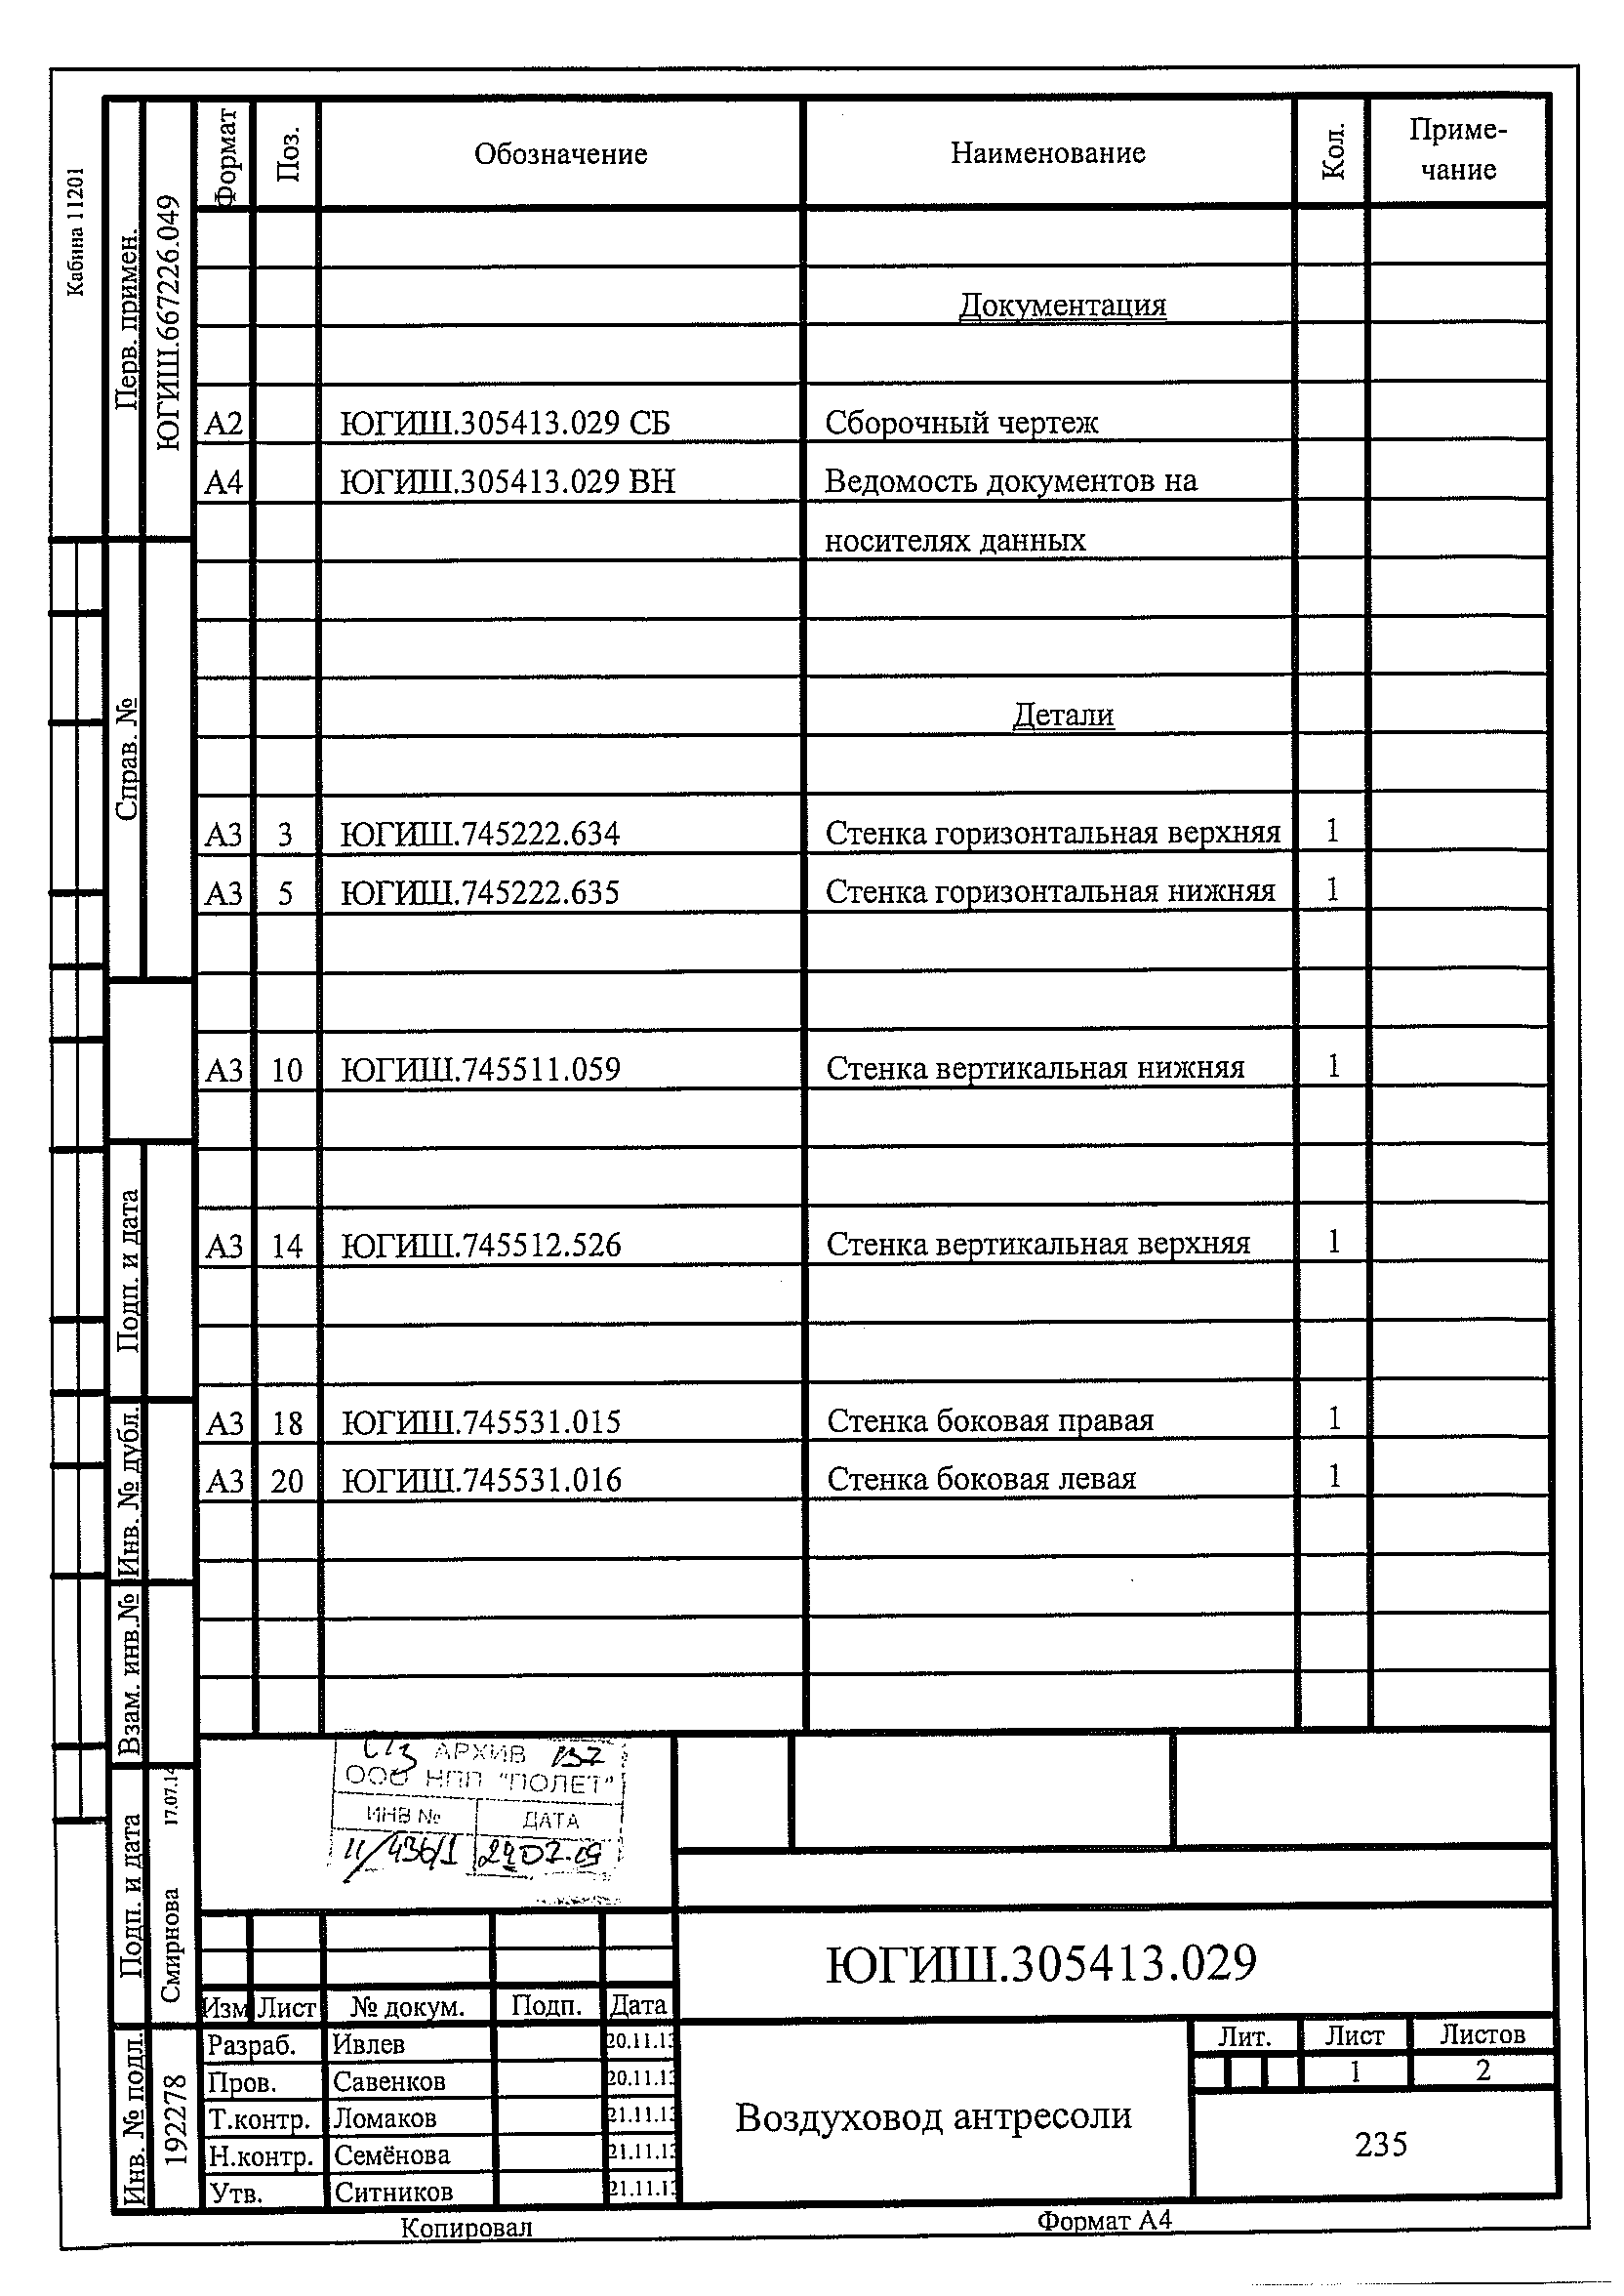 Кабина 11201
Перв. примен.
ЮГИШ.667226.049
Справ. №
Подп. и дата
Инв. № дубл.
Взам. инв.№
Подп. и дата
Смирнова 17.07.14
Инв. № подл.
192278
Формат Поз. Обозначение Наименование Кол. Приме-
чание
Документация
А2 ЮГИШ.305413.029 СБ Сборочный чертеж
А4 ЮГИШ.305413.029 ВН Ведомость документов на
носителях данных
Детали
А3 3 ЮГИШ.745222.634 Стенка горизонтальная верхняя 1
А3 5 ЮГИШ.745222.635 Стенка горизонтальная нижняя 1
А3 10 ЮГИШ.745511.059 Стенка вертикальная нижняя 1
А3 14 ЮГИШ.745512.526 Стенка вертикальная верхняя 1
А3 18 ЮГИШ.745531.015 Стенка боковая правая 1
А3 20 ЮГИШ.745531.016 Стенка боковая левая 1
АРХИВ
ООО НПП "ПОЛЕТ"
ИНВ № ДАТА
11/436/1
ЮГИШ.305413.029
Изм Лист № докум. Подп. Дата
Разраб. Ивлев 20.11.13
Пров. Савенков 20.11.13
Т.контр. Ломаков 21.11.13
Н.контр. Семёнова 21.11.13
Утв. Ситников 21.11.13
Воздуховод антресоли
Лит. Лист Листов
1 2
235
Копировал Формат А4